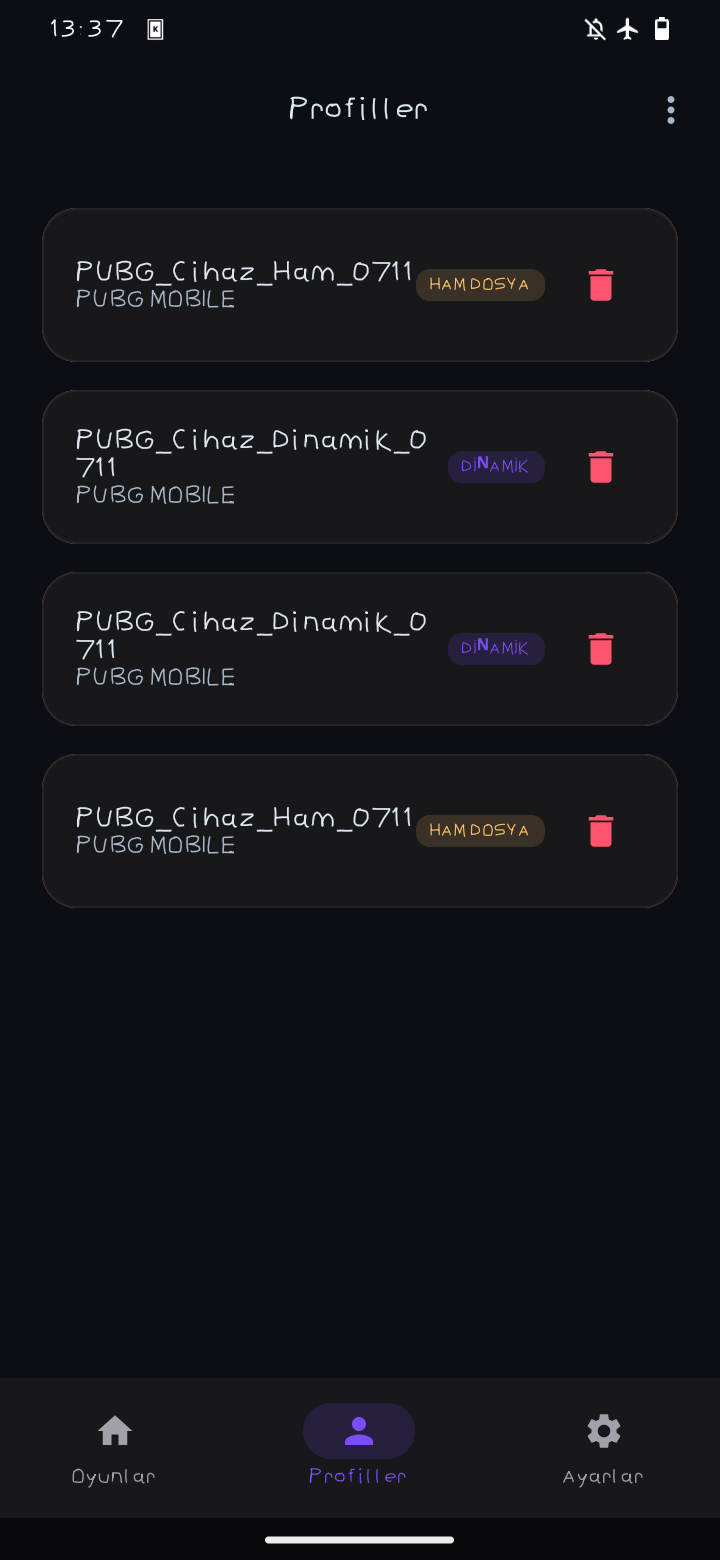 13:37
Profiller
PUBG_Cihaz_Ham_0711
PUBG MOBILE
HAM DOSYA
PUBG_Cihaz_Dinamik_0
711
PUBG MOBILE
DİNAMİK
PUBG_Cihaz_Dinamik_0
711
PUBG MOBILE
DİNAMİK
PUBG_Cihaz_Ham_0711
PUBG MOBILE
HAM DOSYA
Oyunlar
Profiller
Ayarlar